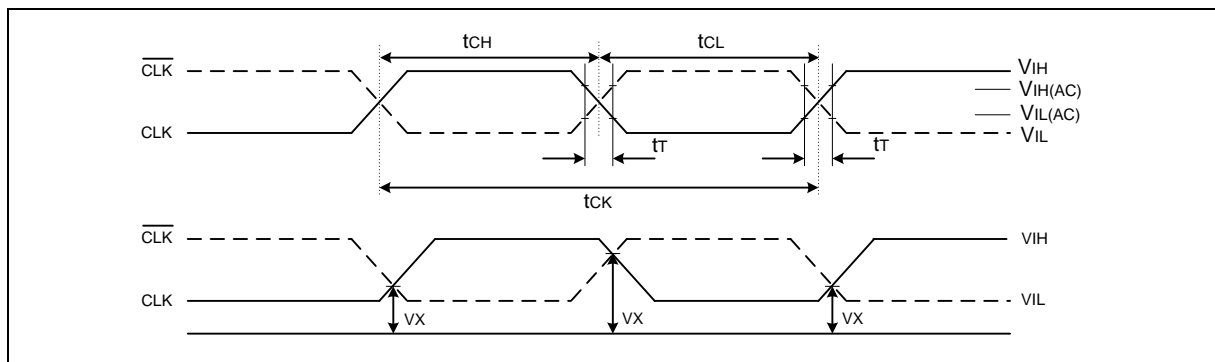 tCH tCL
CLK VIH
VIH(AC)
VIL(AC)
CLK VIL
tT tT
tCK
CLK VIH
CLK VIL
VX VX VX